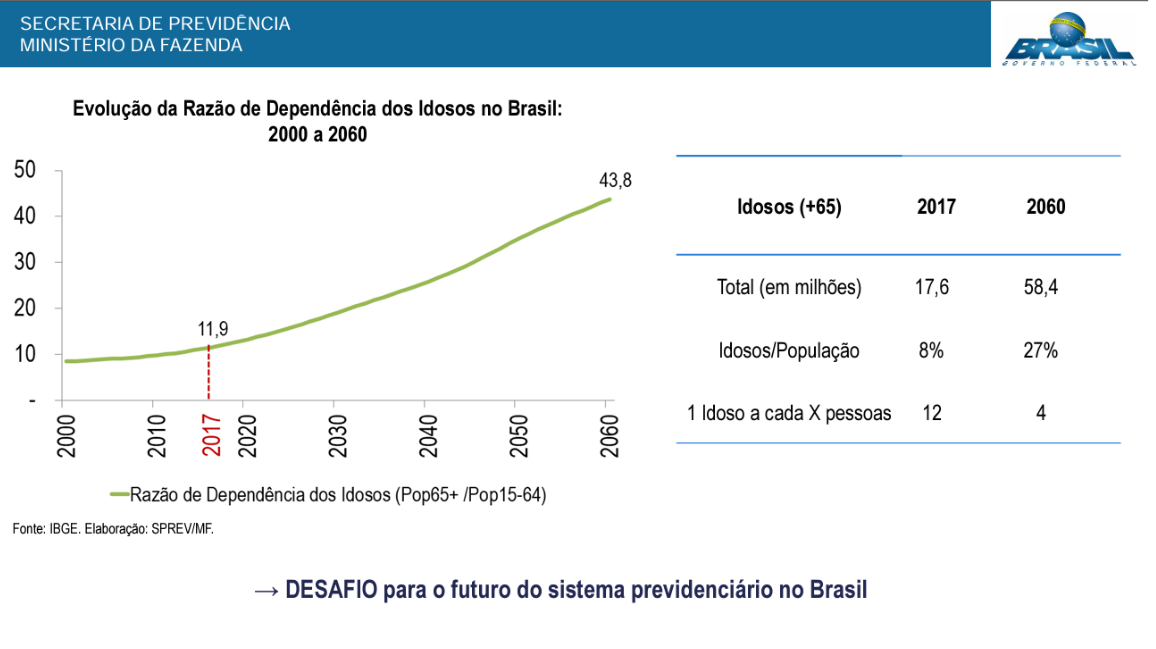 SECRETARIA DE PREVIDÊNCIA
MINISTÉRIO DA FAZENDA
BRASIL
GOVERNO FEDERAL
Evolução da Razão de Dependência dos Idosos no Brasil:
2000 a 2060
50
40
30
20
10
-
43,8
11,9
2000
2010
2017
2020
2030
2040
2050
2060
Razão de Dependência dos Idosos (Pop65+ /Pop15-64)
Fonte: IBGE. Elaboração: SPREV/MF.
Idosos (+65) 2017 2060
Total (em milhões) 17,6 58,4
Idosos/População 8% 27%
1 Idoso a cada X pessoas 12 4
→ DESAFIO para o futuro do sistema previdenciário no Brasil